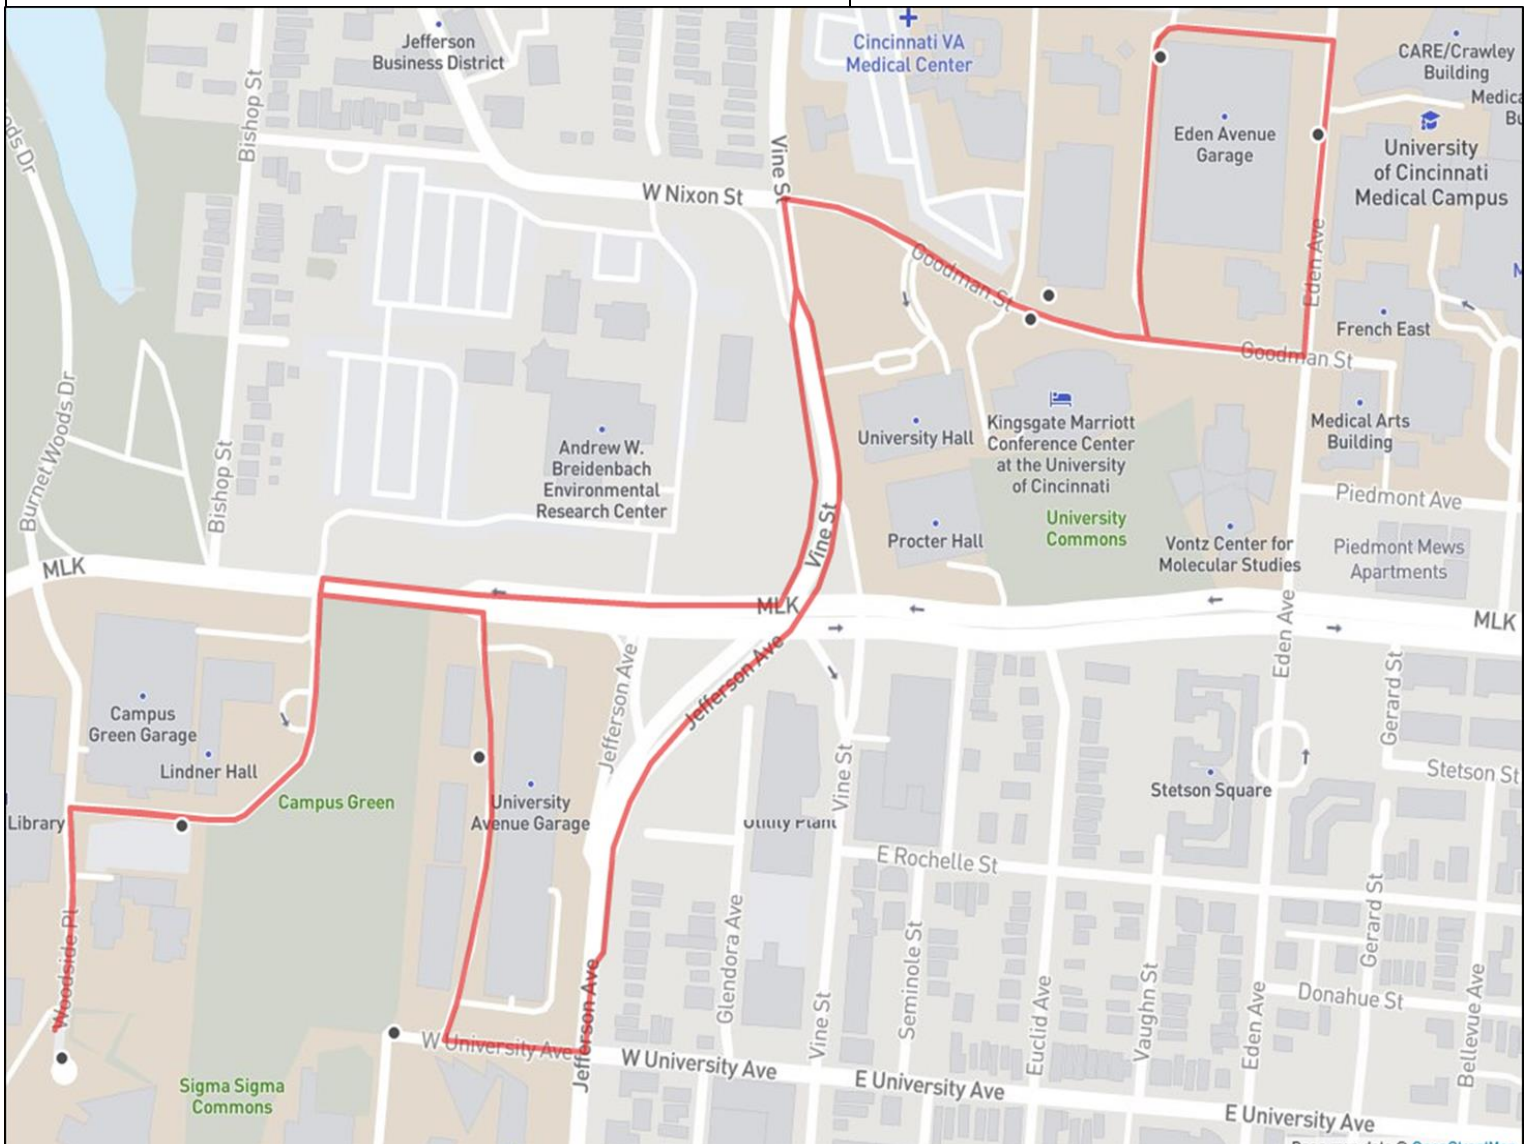 Jefferson
Business District
Cincinnati VA
Medical Center
CARE/Crawley
Building
Eden Avenue
Garage
University
of Cincinnati
Medical Campus
Bishop St
Vine St
W Nixon St
Goodman St
Eden Ave
French East
Goodman St
Burnet Woods Dr
Bishop St
Andrew W.
Breidenbach
Environmental
Research Center
University Hall
Kingsgate Marriott
Conference Center
at the University
of Cincinnati
Medical Arts
Building
Piedmont Ave
Vine St
Procter Hall
University
Commons
Vontz Center for
Molecular Studies
Piedmont Mews
Apartments
MLK
MLK
MLK
Eden Ave
Jefferson Ave
Jefferson Ave
Gerard St
Campus
Green Garage
Lindner Hall
Campus Green
University
Avenue Garage
Library
Vine St
Utility Plant
Stetson Square
Stetson St
E Rochelle St
Woodside Pl
Glendora Ave
Seminole St
Gerard St
Donahue St
Vine St
Euclid Ave
Vaughn St
Eden Ave
Bellevue Ave
Jefferson Ave
W University Ave
W University Ave
E University Ave
E University Ave
Sigma Sigma
Commons